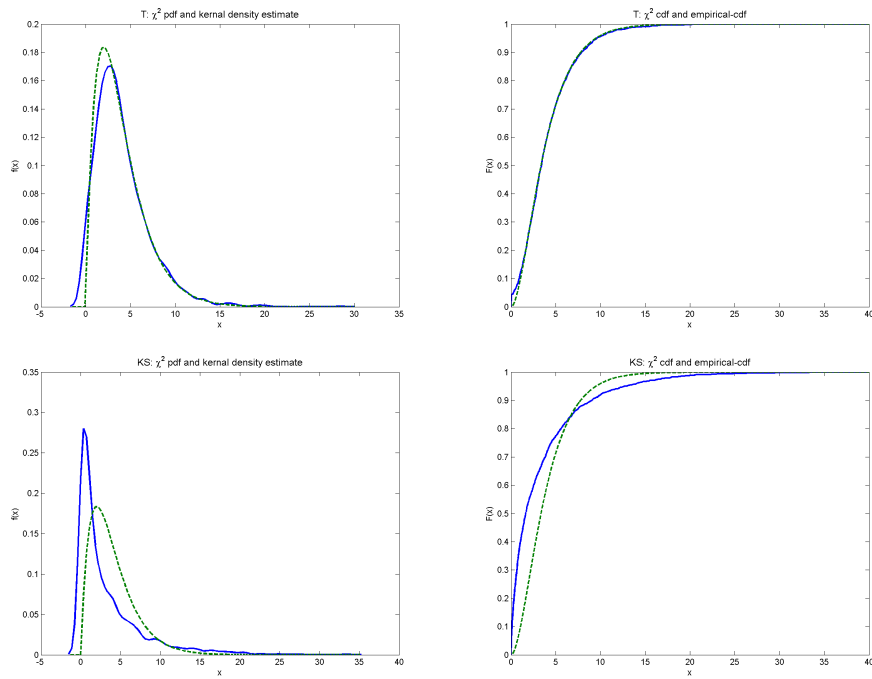 T: χ² pdf and kernal density estimate
0.2
0.18
0.16
0.14
0.12
0.1
0.08
0.06
0.04
0.02
0
f(x)
-5 0 5 10 15 20 25 30 35
x
T: χ² cdf and empirical-cdf
1
0.9
0.8
0.7
0.6
0.5
0.4
0.3
0.2
0.1
0
F(x)
0 5 10 15 20 25 30 35 40
x
KS: χ² pdf and kernal density estimate
0.35
0.3
0.25
0.2
0.15
0.1
0.05
0
f(x)
-5 0 5 10 15 20 25 30 35 40
x
KS: χ² cdf and empirical-cdf
1
0.9
0.8
0.7
0.6
0.5
0.4
0.3
0.2
0.1
0
F(x)
0 5 10 15 20 25 30 35 40
x